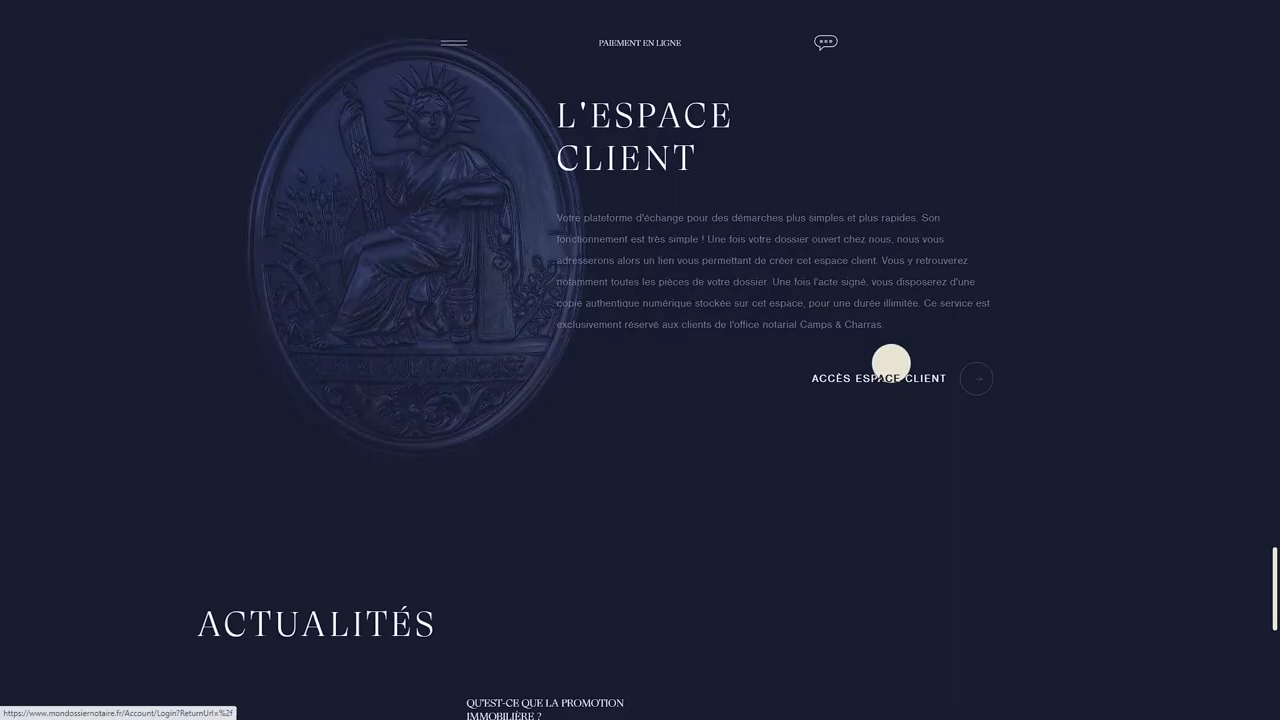 PAIEMENT EN LIGNE
L'ESPACE
CLIENT
Votre plateforme d'échange pour des démarches plus simples et plus rapides. Son
fonctionnement est très simple ! Une fois votre dossier ouvert chez nous, nous vous
adresserons alors un lien vous permettant de créer cet espace client. Vous y retrouverez
notamment toutes les pièces de votre dossier. Une fois l'acte signé, vous disposerez d'une
copie authentique numérique stockée sur cet espace, pour une durée illimitée. Ce service est
exclusivement réservé aux clients de l'office notarial Camps & Charras.
ACCÈS ESPACE CLIENT
ACTUALITÉS
QU'EST-CE QUE LA PROMOTION
IMMOBILIÈRE ?
https://www.mondossiernotaire.fr/Account/Login?ReturnUrl=%2f